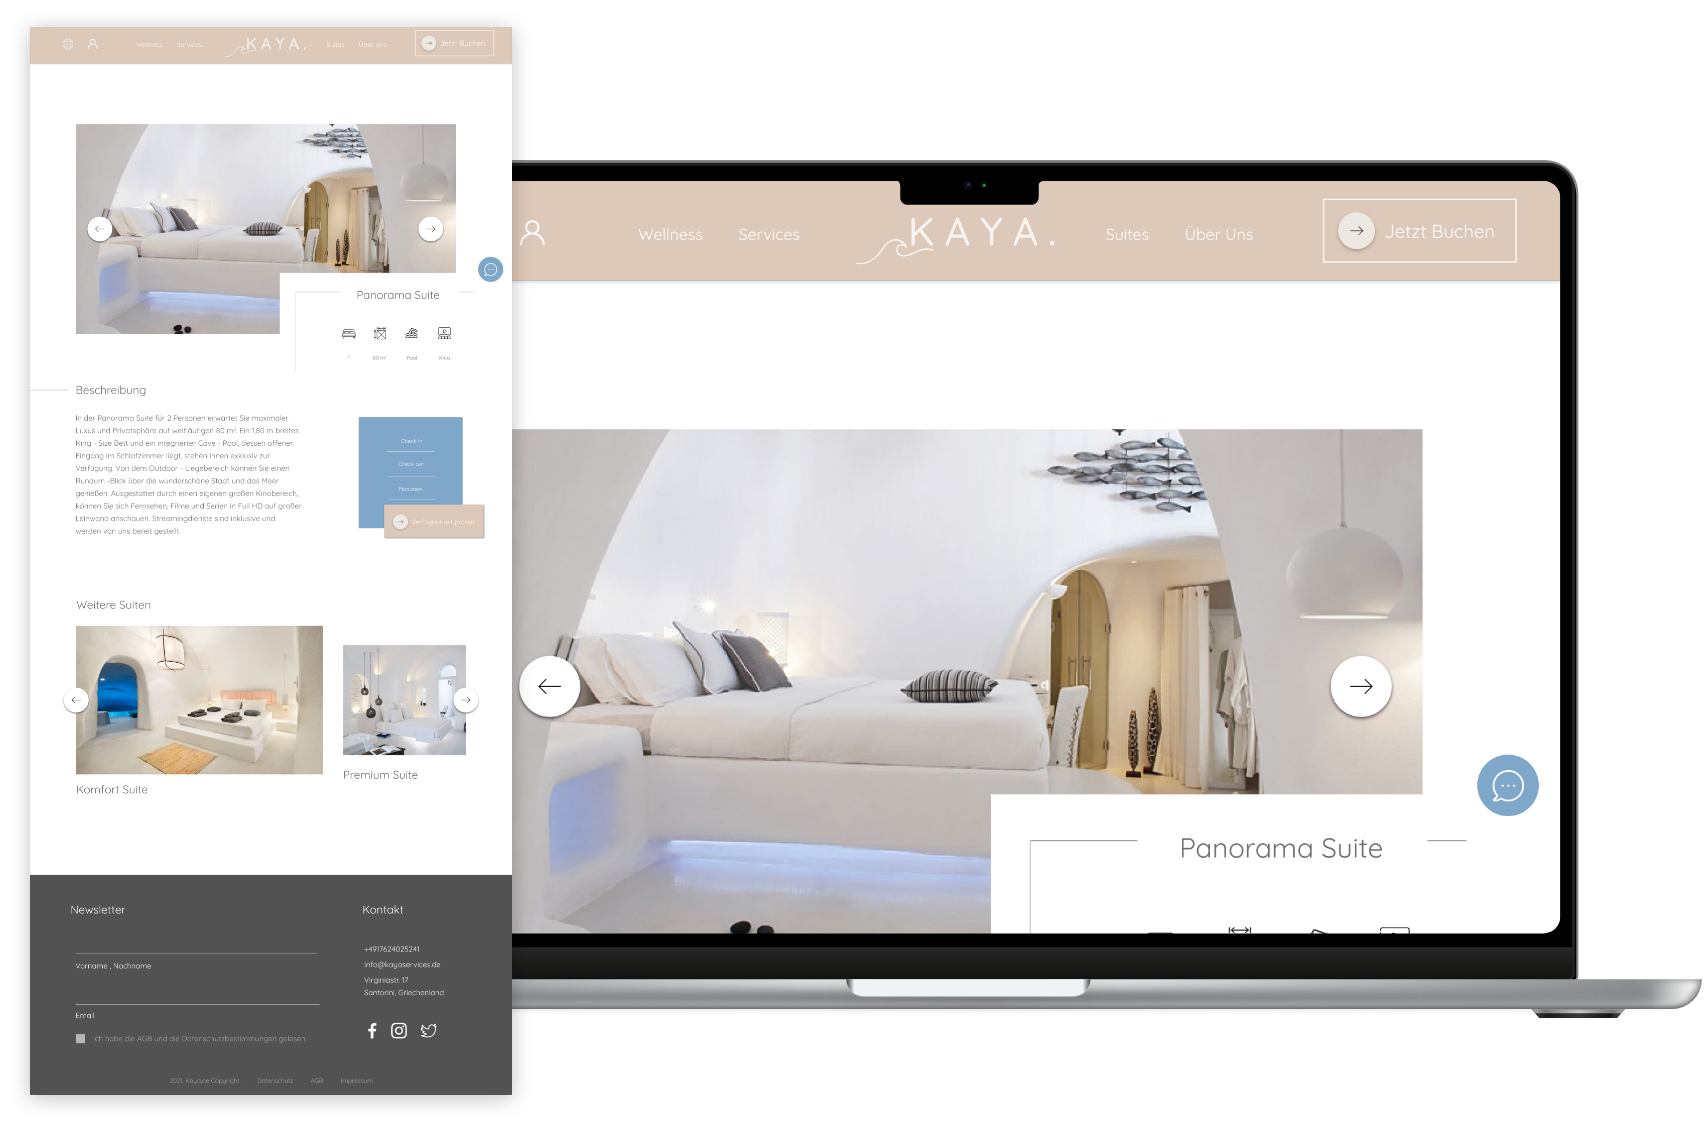 Wellness
Services
KAYA.
Suites
Über Uns
Jetzt Buchen
Panorama Suite
1
80 m²
Pool
Kino
Beschreibung
In der Panorama Suite für 2 Personen erwartet Sie maximaler
Luxus und Privatsphäre auf weitläufigen 80 m². Ein 1,80 m breites
King - Size Bett und ein integrierter Cave - Pool, dessen offener
Eingang im Schlafzimmer liegt, stehen Ihnen exklusiv zur
Verfügung. Von dem Outdoor - Liegebereich können Sie einen
Rundum -Blick über die wunderschöne Stadt und das Meer
genießen. Ausgestattet durch einen eigenen großen Kinobereich,
können Sie sich Fernsehen, Filme und Serien in Full HD auf großer
Leinwand anschauen. Streamingdienste sind inklusive und
werden von uns bereit gestellt.
Check in
Check out
Personen
Verfügbarkeit prüfen
Weitere Suiten
Komfort Suite
Premium Suite
Newsletter
Vorname , Nachname
Email
Ich habe die AGB und die Datenschutzbestimmungen gelesen.
Kontakt
+4917624025241
Info@kayaservices.de
Virginiastr. 17
Santorini, Griechenland
2021, Kaya.de Copyright
Datenschutz
AGB
Impressum
Wellness
Services
KAYA.
Suites
Über Uns
Jetzt Buchen
Panorama Suite